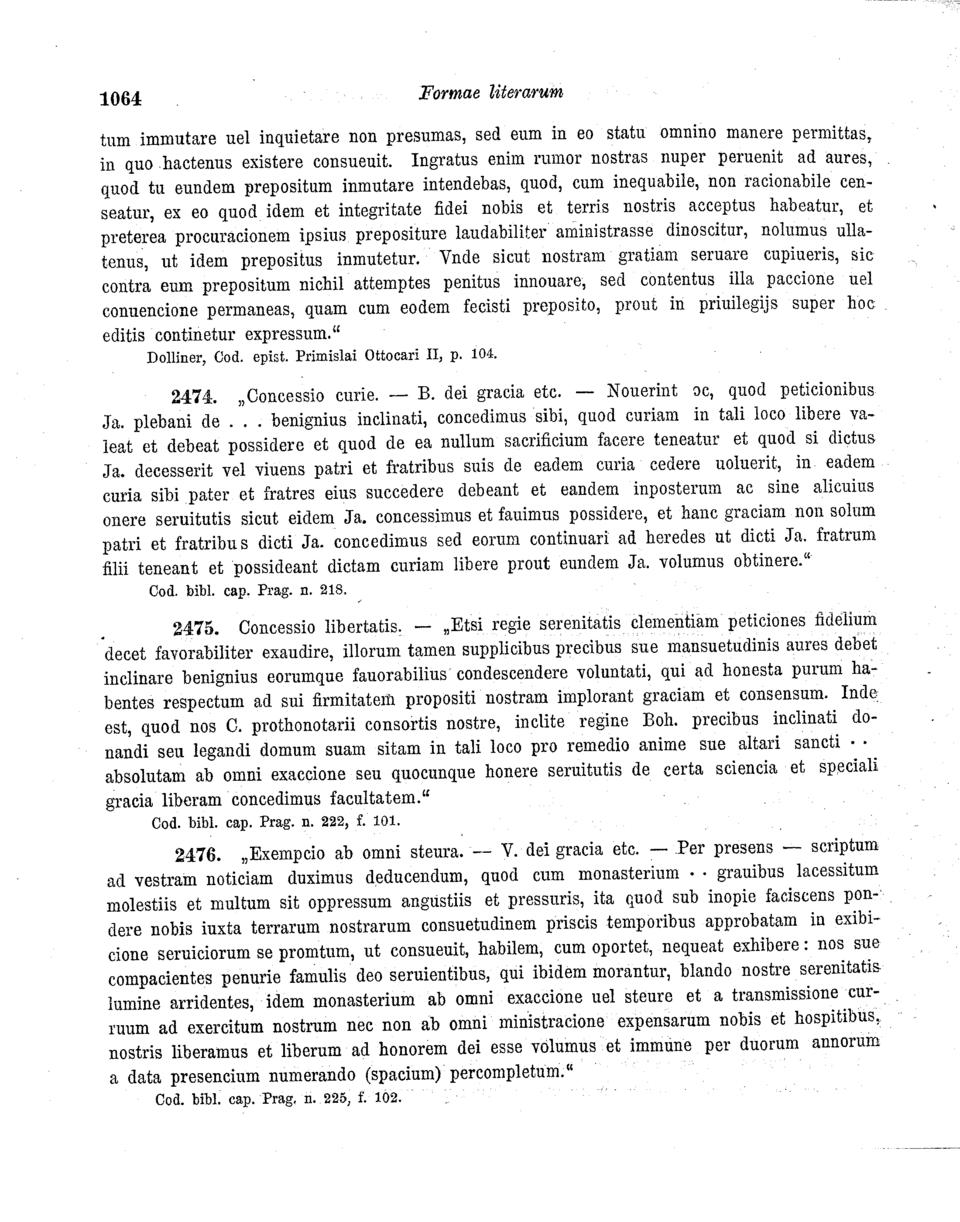 1064 Formae literarum
tum immutare uel inquietare non presumas, sed eum in eo statu omnino manere permittas,
in quo hactenus existere consueuit. Ingratus enim rumor nostras nuper peruenit ad aures,
quod tu eundem prepositum inmutare intendebas, quod, cum inequabile, non racionabile cen-
seatur, ex eo quod idem et integritate fidei nobis et terris nostris acceptus habeatur, et
preterea procuracionem ipsius prepositure laudabiliter aministrasse dinoscitur, nolumus ulla-
tenus, ut idem prepositus inmutetur. Vnde sicut nostram gratiam seruare cupiueris, sic
contra eum prepositum nichil attemptes penitus innouare, sed contentus illa paccione uel
conuencione permaneas, quam cum eodem fecisti preposito, prout in priuilegijs super hoc
editis continetur expressum.“
Dolliner, Cod. epist. Primislai Ottocari II, p. 104.
2474. „Concessio curie. — B. dei gracia etc. — Nouerint oc, quod peticionibus
Ja. plebani de . . . benignius inclinati, concedimus sibi, quod curiam in tali loco libere va-
leat et debeat possidere et quod de ea nullum sacrificium facere teneatur et quod si dictus
Ja. decesserit vel viuens patri et fratribus suis de eadem curia cedere uoluerit, in eadem
curia sibi pater et fratres eius succedere debeant et eandem inposterum ac sine alicuius
onere seruitutis sicut eidem Ja. concessimus et fauimus possidere, et hanc graciam non solum
patri et fratribus dicti Ja. concedimus sed eorum continuari ad heredes ut dicti Ja. fratrum
filii teneant et possideant dictam curiam libere prout eundem Ja. volumus obtinere.“
Cod. bibl. cap. Prag. n. 218.
2475. Concessio libertatis. — „Etsi regie serenitatis clementiam peticiones fidelium
decet favorabiliter exaudire, illorum tamen supplicibus precibus sue mansuetudinis aures debet
inclinare benignius eorumque fauorabilius condescendere voluntati, qui ad honesta purum ha-
bentes respectum ad sui firmitatem propositi nostram implorant graciam et consensum. Inde
est, quod nos C. prothonotarii consortis nostre, inclite regine Boh. precibus inclinati do-
nandi seu legandi domum suam sitam in tali loco pro remedio anime sue altari sancti · ·
absolutam ab omni exaccione seu quocunque honere seruitutis de certa sciencia et speciali
gracia liberam concedimus facultatem.“
Cod. bibl. cap. Prag. n. 222, f. 101.
2476. „Exempcio ab omni steura. — V. dei gracia etc. — Per presens — scriptum
ad vestram noticiam duximus deducendum, quod cum monasterium · · grauibus lacessitum
molestiis et multum sit oppressum angustiis et pressuris, ita quod sub inopie faciscens pon-
dere nobis iuxta terrarum nostrarum consuetudinem priscis temporibus approbatam in exibi-
cione seruiciorum se promtum, ut consueuit, habilem, cum oportet, nequeat exhibere: nos sue
compacientes penurie famulis deo seruientibus, qui ibidem morantur, blando nostre serenitatis
lumine arridentes, idem monasterium ab omni exaccione uel steure et a transmissione cur-
ruum ad exercitum nostrum nec non ab omni ministracione expensarum nobis et hospitibus,
nostris liberamus et liberum ad honorem dei esse volumus et immune per duorum annorum
a data presencium numerando (spacium) percompletum.“
Cod. bibl. cap. Prag. n. 225, f. 102.